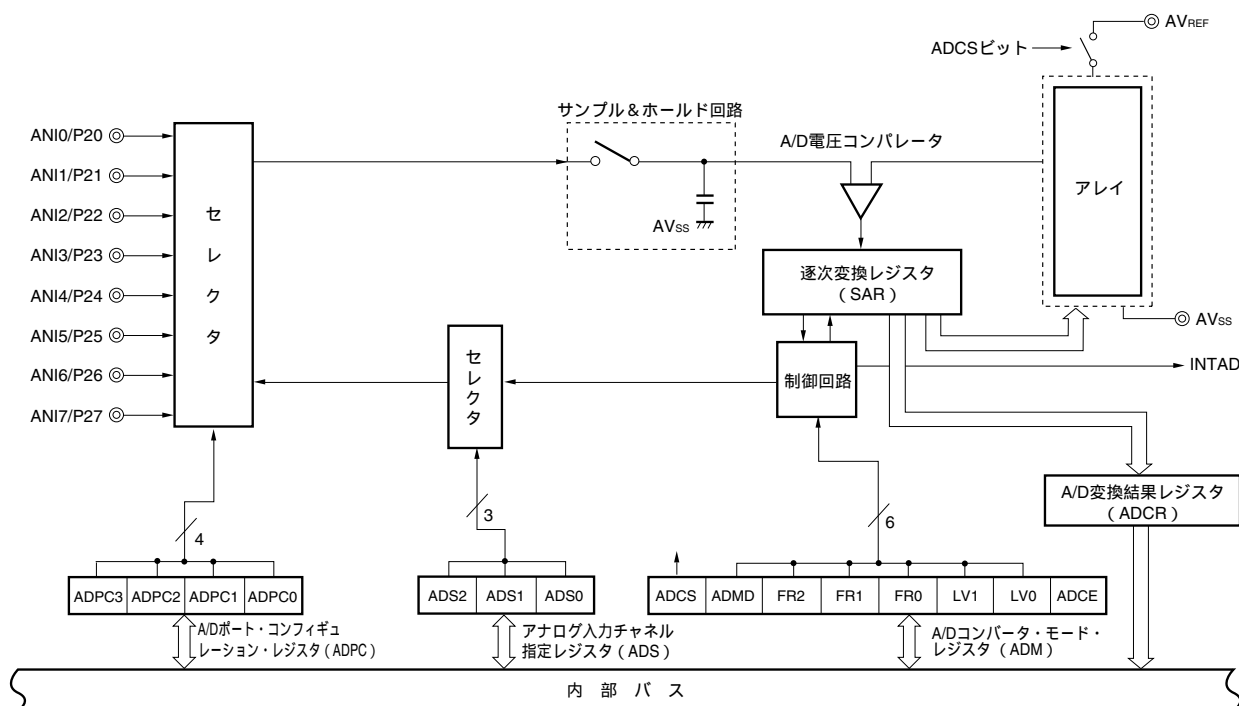 AVREF
ADCSビット
サンプル＆ホールド回路
ANI0/P20
ANI1/P21
ANI2/P22
ANI3/P23
ANI4/P24
ANI5/P25
ANI6/P26
ANI7/P27
セレクタ
A/D電圧コンパレータ
アレイ
AVSS
逐次変換レジスタ
（SAR）
AVSS
セレクタ
制御回路
INTAD
A/D変換結果レジスタ
（ADCR）
4
3
6
ADPC3 ADPC2 ADPC1 ADPC0
ADS2 ADS1 ADS0
ADCS ADMD FR2 FR1 FR0 LV1 LV0 ADCE
A/Dポート・コンフィギュ
レーション・レジスタ（ADPC）
アナログ入力チャネル
指定レジスタ（ADS）
A/Dコンバータ・モード・
レジスタ（ADM）
内部バス